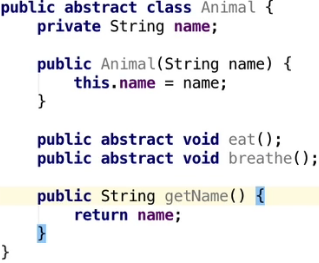 public abstract class Animal {
    private String name;

    public Animal(String name) {
        this.name = name;
    }

    public abstract void eat();
    public abstract void breathe();

    public String getName() {
        return name;
    }
}